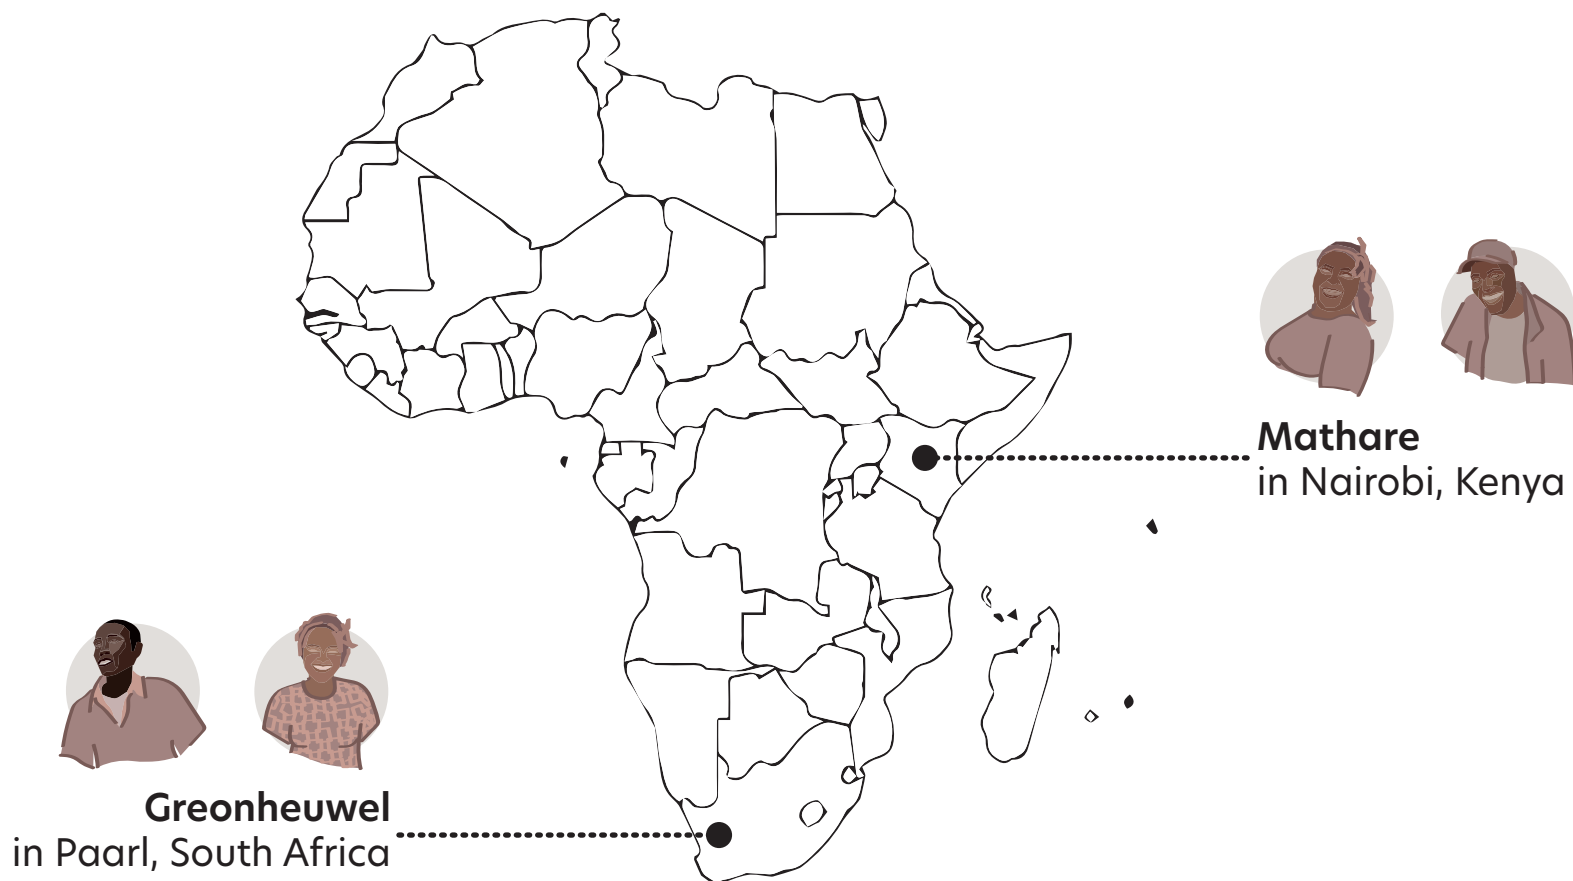 Mathare
in Nairobi, Kenya
Greonheuwel
in Paarl, South Africa